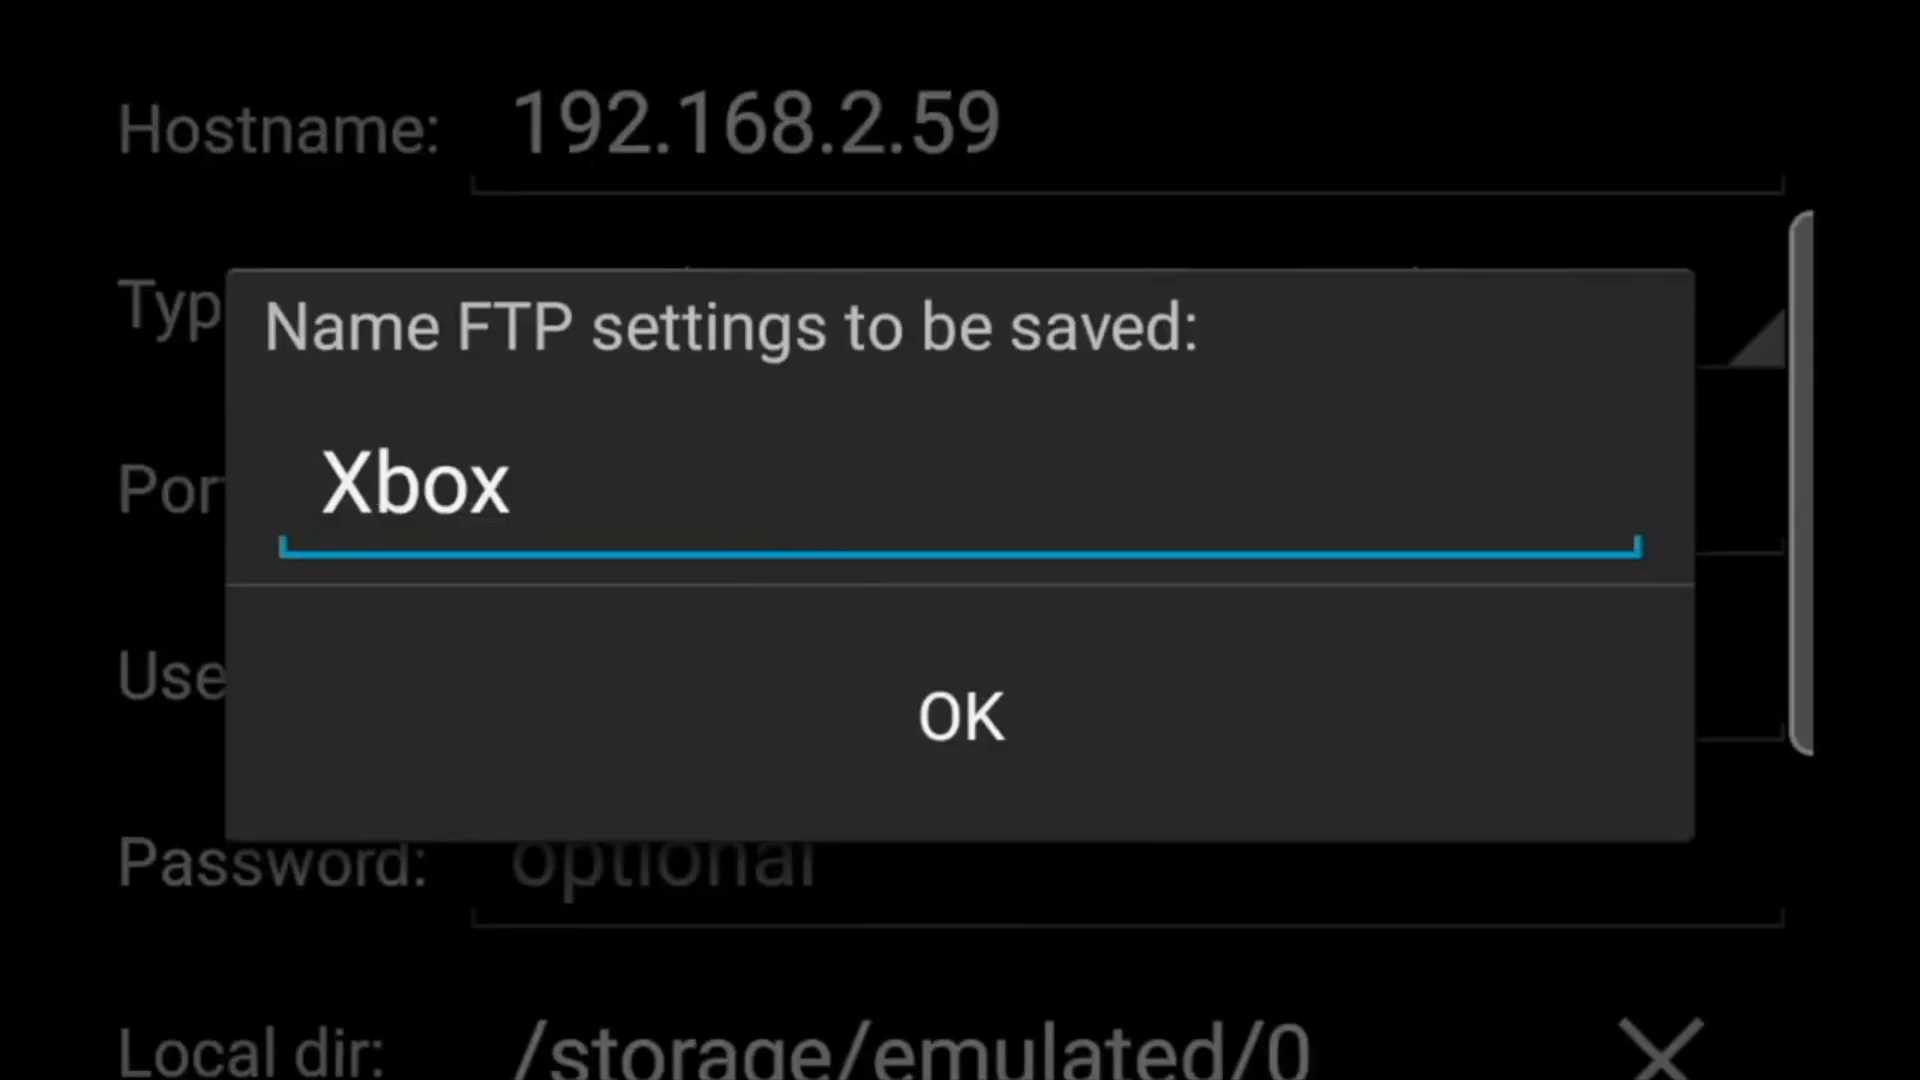 Hostname: 192.168.2.59
Typ
Name FTP settings to be saved:
Xbox
Por
Use
OK
Password: optional
Local dir: /storage/emulated/0